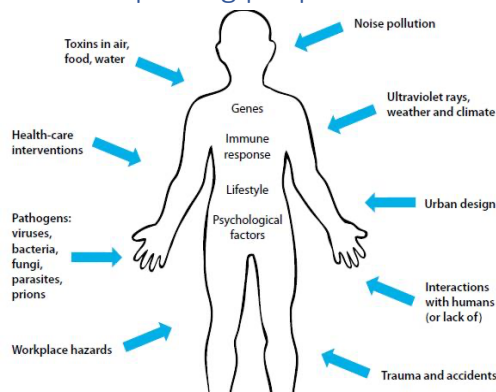 Noise pollution
Toxins in air,
food, water
Genes
Ultraviolet rays,
weather and climate
Health-care
interventions
Immune
response
Lifestyle
Urban design
Pathogens:
viruses,
bacteria,
fungi,
parasites,
prions
Psychological
factors
Interactions
with humans
(or lack of)
Workplace hazards
Trauma and accidents